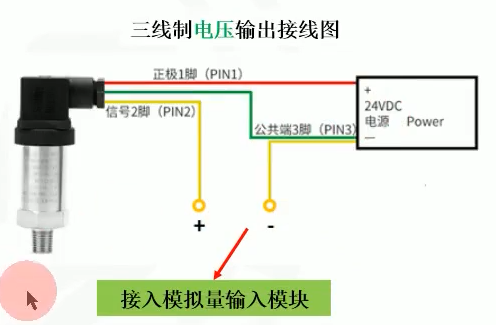 三线制电压输出接线图
正极1脚（PIN1）
信号2脚（PIN2）
公共端3脚（PIN3）
+
24VDC
电源 Power
—
+ -
接入模拟量输入模块